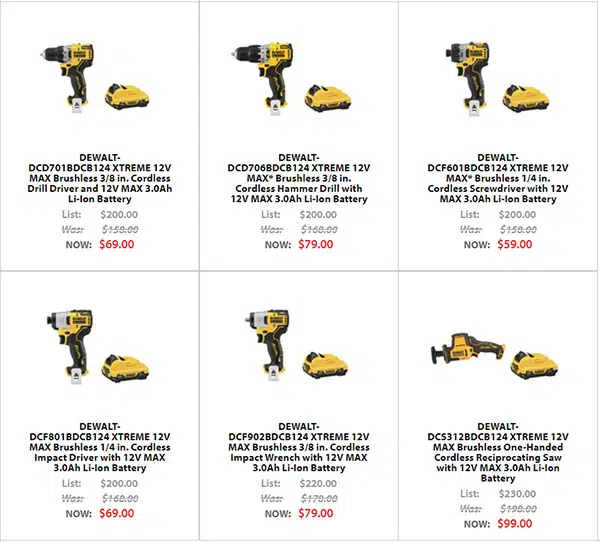 DEWALT-
DCD701BDCB124 XTREME 12V
MAX Brushless 3/8 in. Cordless
Drill Driver and 12V MAX 3.0Ah
Li-Ion Battery
List: $200.00
Was: $158.00
NOW: $69.00
DEWALT-
DCD706BDCB124 XTREME 12V
MAX* Brushless 3/8 in.
Cordless Hammer Drill with
12V MAX 3.0Ah Li-Ion Battery
List: $200.00
Was: $168.00
NOW: $79.00
DEWALT-
DCF601BDCB124 XTREME 12V
MAX* Brushless 1/4 in.
Cordless Screwdriver with 12V
MAX 3.0Ah Li-Ion Battery
List: $200.00
Was: $158.00
NOW: $59.00
DEWALT-
DCF801BDCB124 XTREME 12V
MAX Brushless 1/4 in. Cordless
Impact Driver with 12V MAX
3.0Ah Li-Ion Battery
List: $200.00
Was: $168.00
NOW: $69.00
DEWALT-
DCF902BDCB124 XTREME 12V
MAX Brushless 3/8 in. Cordless
Impact Wrench with 12V MAX
3.0Ah Li-Ion Battery
List: $220.00
Was: $178.00
NOW: $79.00
DEWALT-
DCS312BDCB124 XTREME 12V
MAX Brushless One-Handed
Cordless Reciprocating Saw
with 12V MAX 3.0Ah Li-Ion
Battery
List: $230.00
Was: $198.00
NOW: $99.00